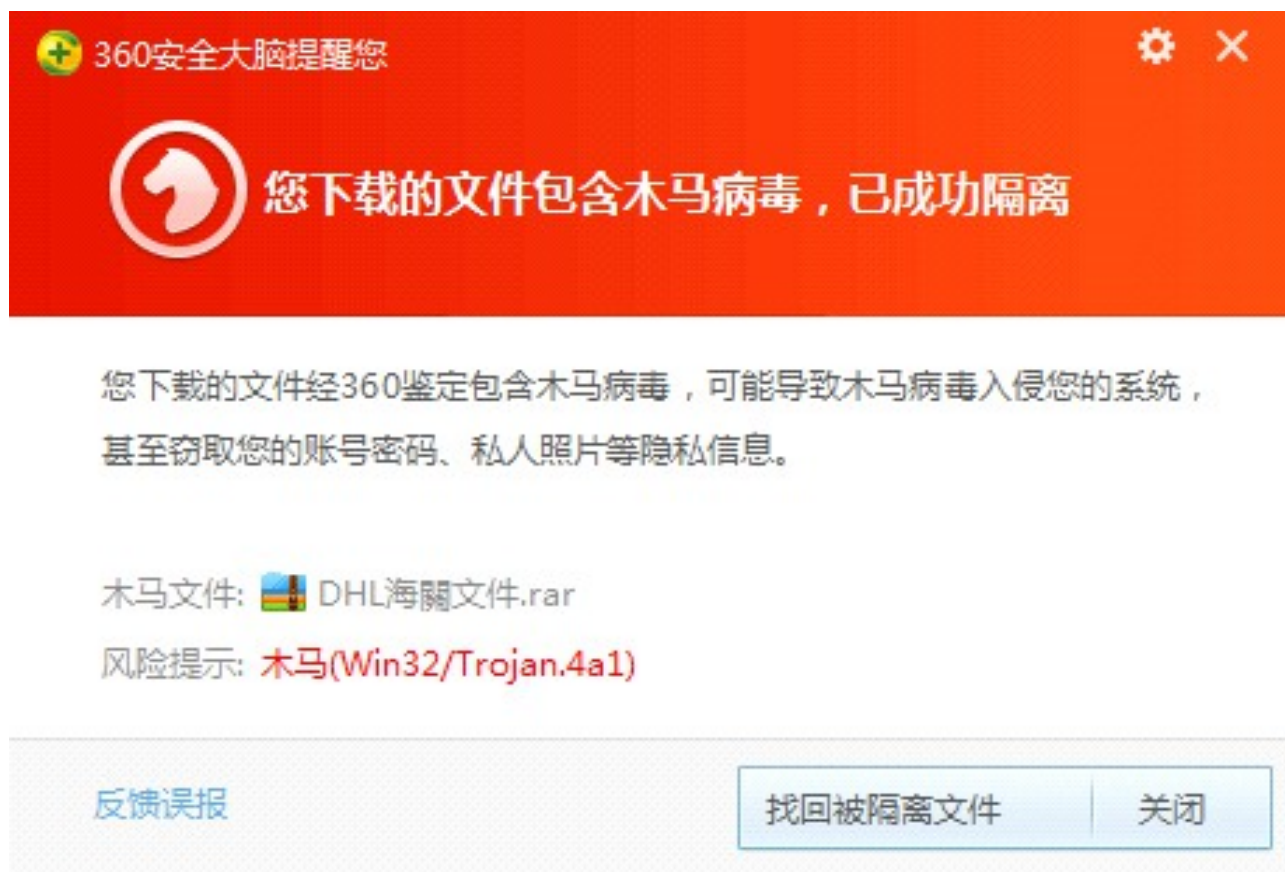 360安全大脑提醒您
您下载的文件包含木马病毒，已成功隔离
您下载的文件经360鉴定包含木马病毒，可能导致木马病毒入侵您的系统，
甚至窃取您的账号密码、私人照片等隐私信息。
木马文件: DHL海關文件.rar
风险提示: 木马(Win32/Trojan.4a1)
反馈误报
找回被隔离文件 关闭